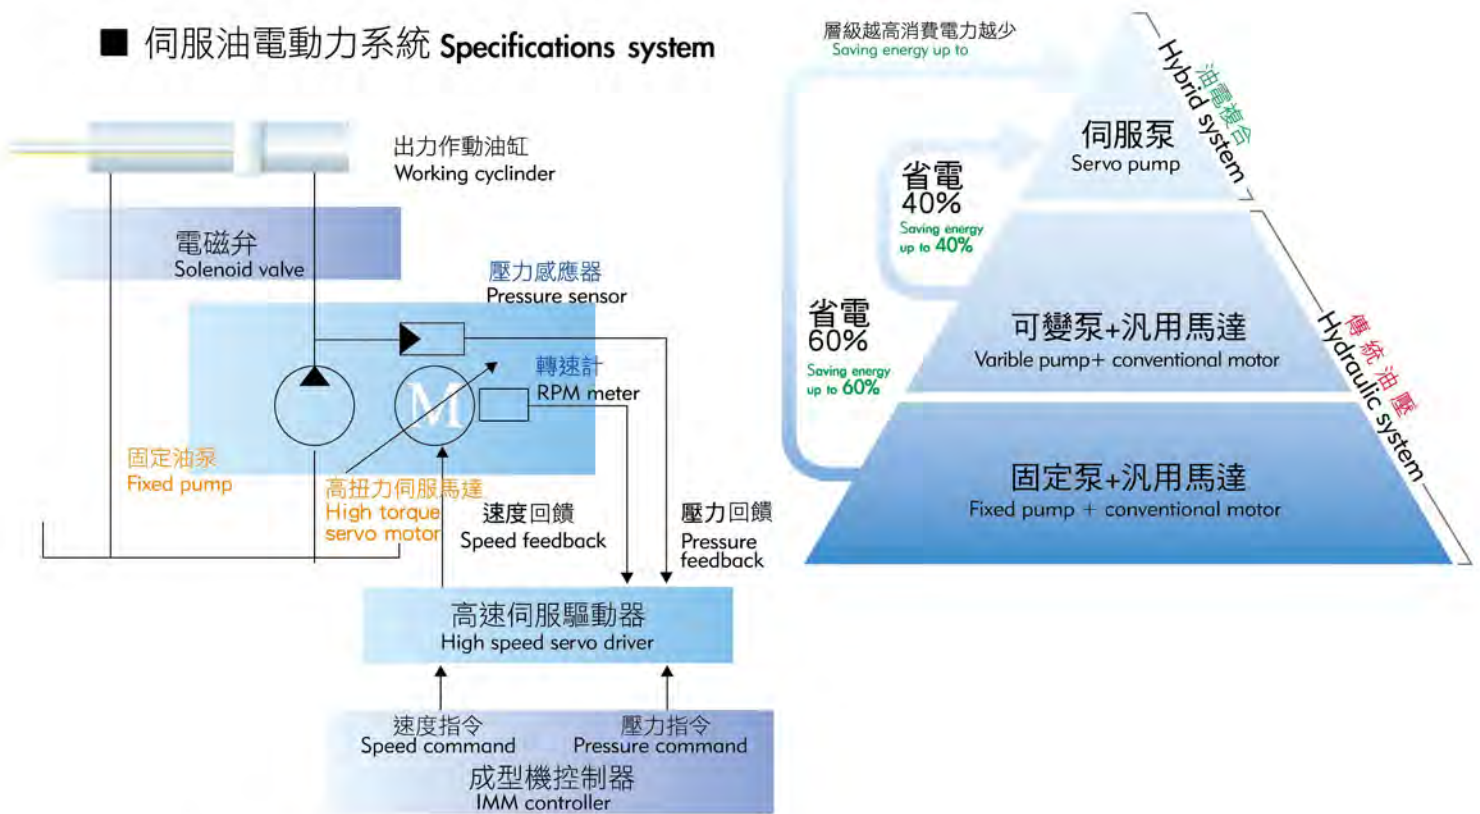 ■ 伺服油電動力系統 Specifications system
出力作動油缸
Working cyclinder
電磁弁
Solenoid valve
壓力感應器
Pressure sensor
轉速計
RPM meter
M
固定油泵
Fixed pump
高扭力伺服馬達
High torque
servo motor
速度回饋
Speed feedback
壓力回饋
Pressure
feedback
高速伺服驅動器
High speed servo driver
速度指令
Speed command
壓力指令
Pressure command
成型機控制器
IMM controller
層級越高消費電力越少
Saving energy up to
伺服泵
Servo pump
省電
40%
Saving energy
up to 40%
可變泵+汎用馬達
Varible pump+ conventional motor
省電
60%
Saving energy
up to 60%
固定泵+汎用馬達
Fixed pump + conventional motor
油電複合
Hybrid system
傳統油壓
Hydraulic system